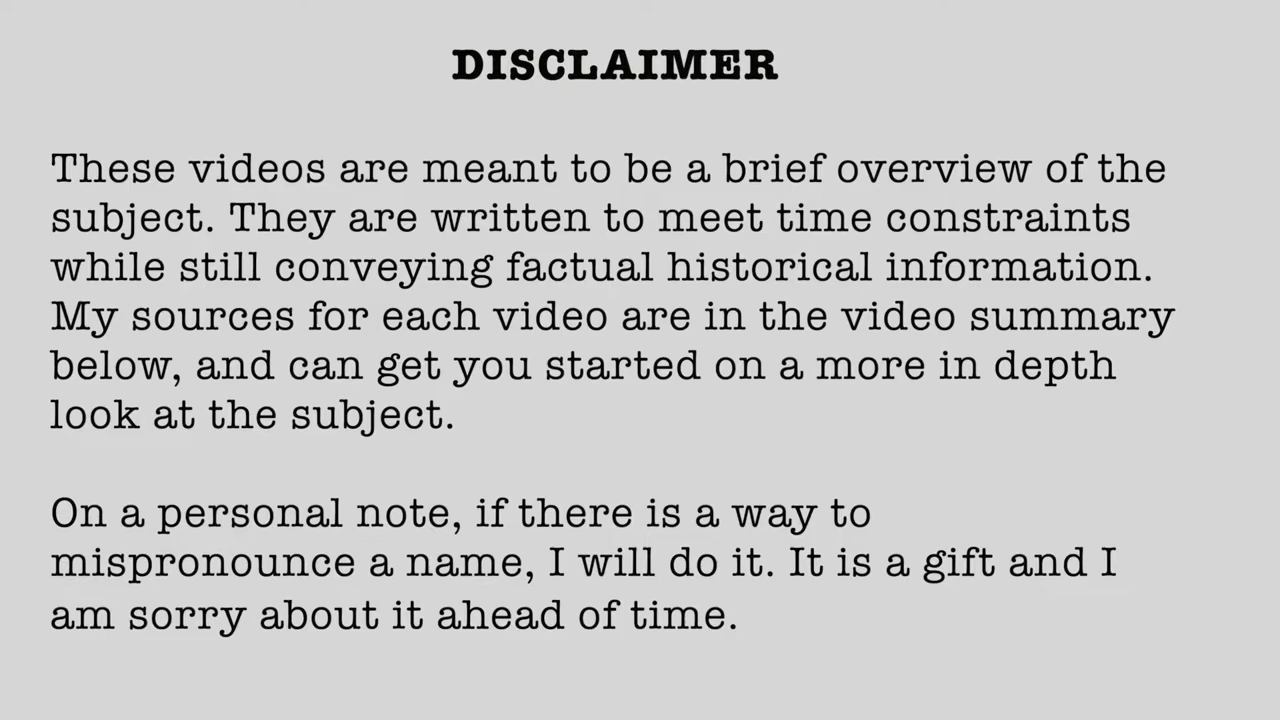 DISCLAIMER
These videos are meant to be a brief overview of the
subject. They are written to meet time constraints
while still conveying factual historical information.
My sources for each video are in the video summary
below, and can get you started on a more in depth
look at the subject.
On a personal note, if there is a way to
mispronounce a name, I will do it. It is a gift and I
am sorry about it ahead of time.